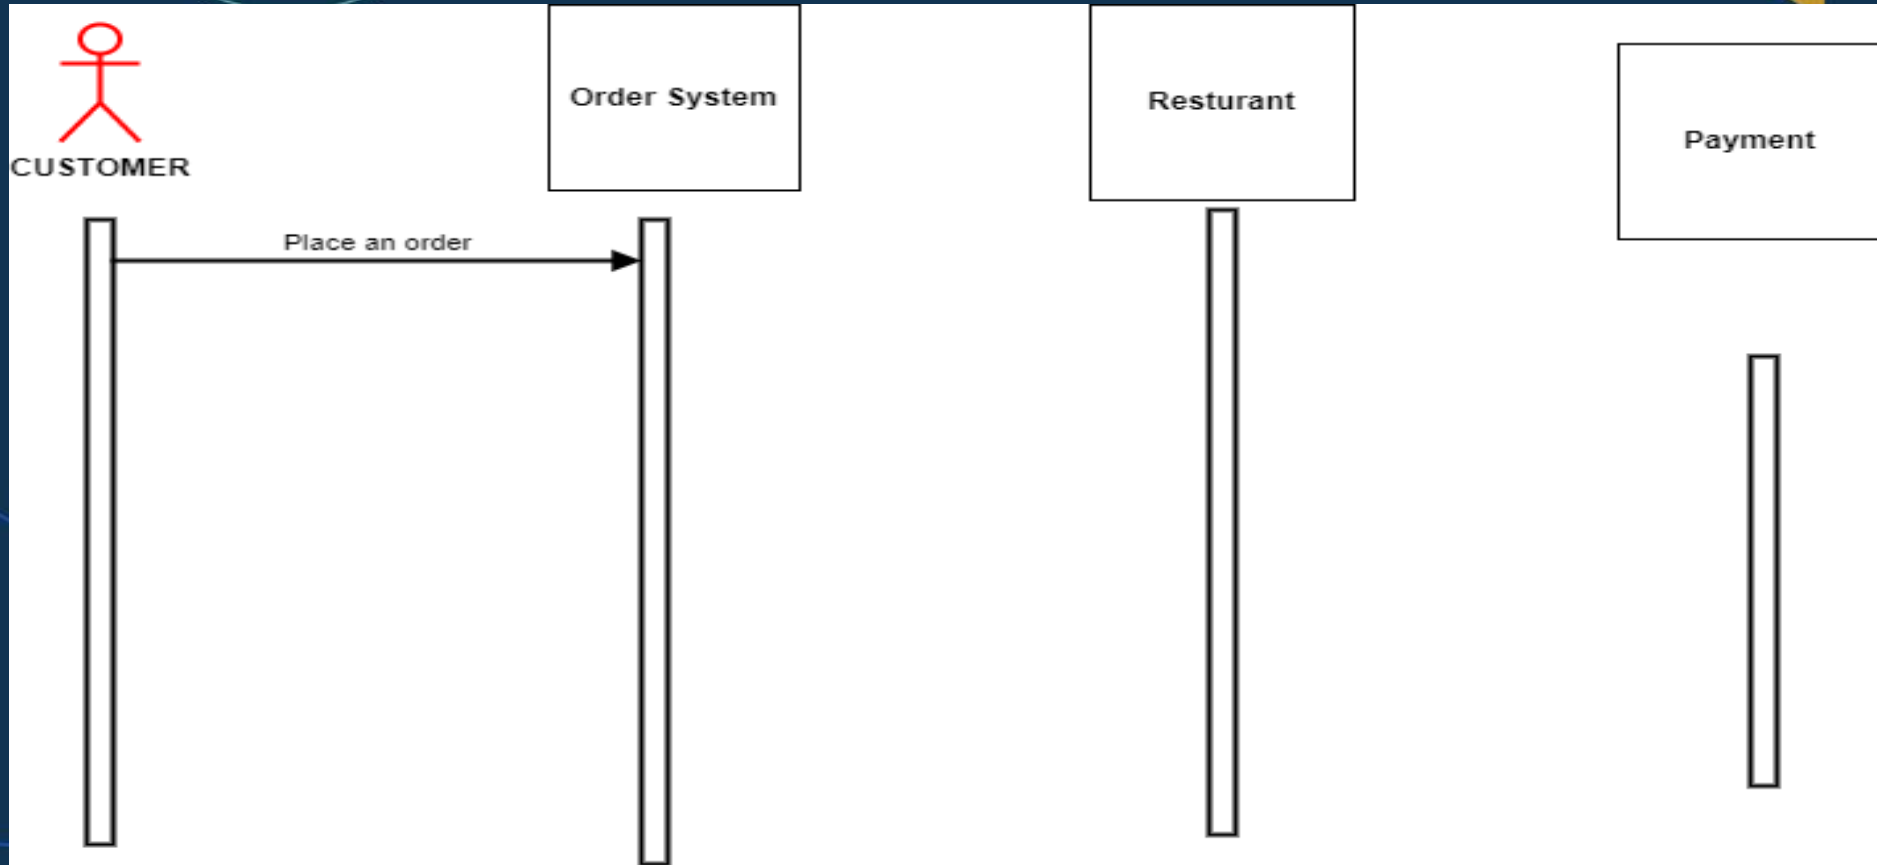 Order System
Resturant
Payment
CUSTOMER
Place an order